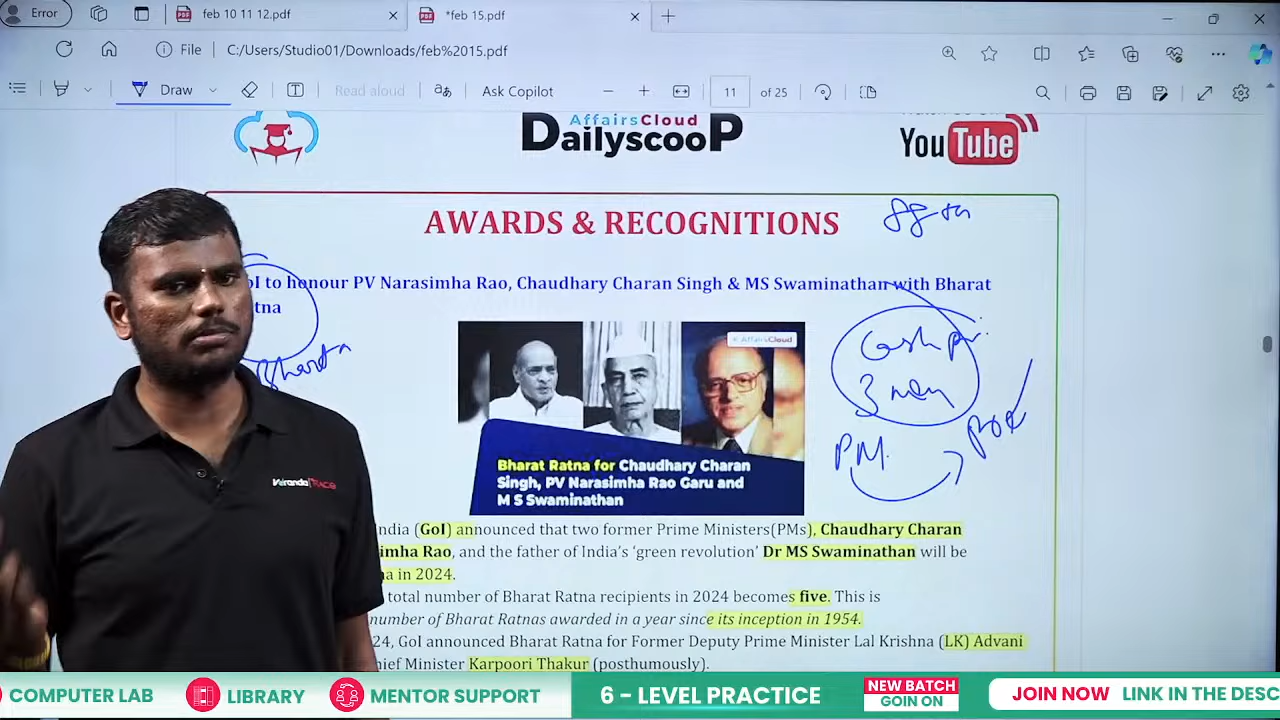 Error
feb 10 11 12.pdf
*feb 15.pdf
File
C:/Users/Studio01/Downloads/feb%2015.pdf
Draw
Read aloud
Ask Copilot
11
of 25
AffairsCloud
DailyscooP
YouTube
AWARDS & RECOGNITIONS
I to honour PV Narasimha Rao, Chaudhary Charan Singh & MS Swaminathan with Bharat
tna
Bharat
3 men
PM
AffairsCloud
Bharat Ratna for Chaudhary Charan
Singh, PV Narasimha Rao Garu and
M S Swaminathan
ndia (GoI) announced that two former Prime Ministers(PMs), Chaudhary Charan
imha Rao, and the father of India's 'green revolution' Dr MS Swaminathan will be
na in 2024.
total number of Bharat Ratna recipients in 2024 becomes five. This is
number of Bharat Ratnas awarded in a year since its inception in 1954.
24, GoI announced Bharat Ratna for Former Deputy Prime Minister Lal Krishna (LK) Advani
hief Minister Karpoori Thakur (posthumously).
Veranda RACE
COMPUTER LAB
LIBRARY
MENTOR SUPPORT
6 - LEVEL PRACTICE
NEW BATCH
GOIN ON
JOIN NOW LINK IN THE DESC